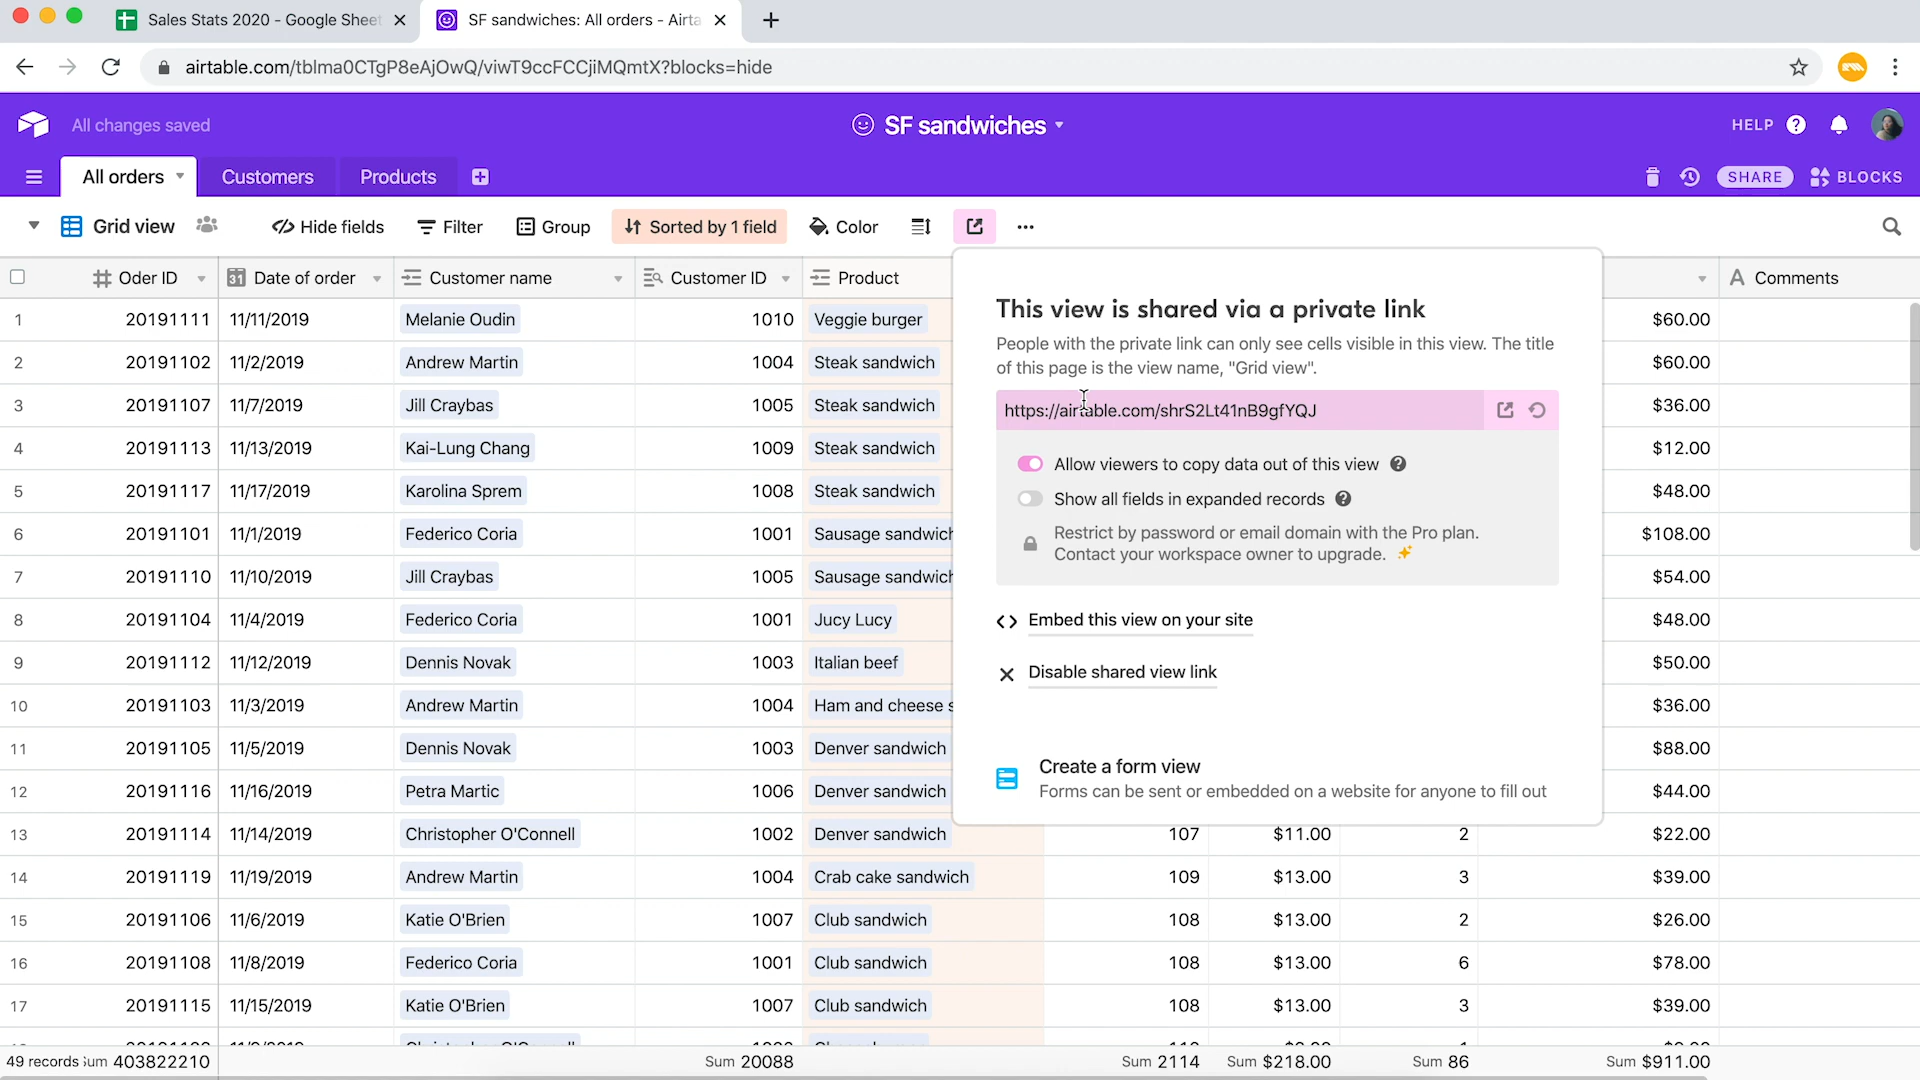 Sales Stats 2020 - Google Sheet
SF sandwiches: All orders - Airta
airtable.com/tblma0CTgP8eAjOwQ/viwT9ccFCCjiMQmtX?blocks=hide
All changes saved
SF sandwiches
HELP
All orders
Customers
Products
SHARE
BLOCKS
Grid view
Hide fields
Filter
Group
Sorted by 1 field
Color
Oder ID
31
Date of order
Customer name
Customer ID
Product
A Comments
1 20191111 11/11/2019 Melanie Oudin 1010 Veggie burger $60.00
2 20191102 11/2/2019 Andrew Martin 1004 Steak sandwich $60.00
3 20191107 11/7/2019 Jill Craybas 1005 Steak sandwich $36.00
4 20191113 11/13/2019 Kai-Lung Chang 1009 Steak sandwich $12.00
5 20191117 11/17/2019 Karolina Sprem 1008 Steak sandwich $48.00
6 20191101 11/1/2019 Federico Coria 1001 Sausage sandwich $108.00
7 20191110 11/10/2019 Jill Craybas 1005 Sausage sandwich $54.00
8 20191104 11/4/2019 Federico Coria 1001 Jucy Lucy $48.00
9 20191112 11/12/2019 Dennis Novak 1003 Italian beef $50.00
10 20191103 11/3/2019 Andrew Martin 1004 Ham and cheese s $36.00
11 20191105 11/5/2019 Dennis Novak 1003 Denver sandwich $88.00
12 20191116 11/16/2019 Petra Martic 1006 Denver sandwich $44.00
13 20191114 11/14/2019 Christopher O'Connell 1002 Denver sandwich 107 $11.00 2 $22.00
14 20191119 11/19/2019 Andrew Martin 1004 Crab cake sandwich 109 $13.00 3 $39.00
15 20191106 11/6/2019 Katie O'Brien 1007 Club sandwich 108 $13.00 2 $26.00
16 20191108 11/8/2019 Federico Coria 1001 Club sandwich 108 $13.00 6 $78.00
17 20191115 11/15/2019 Katie O'Brien 1007 Club sandwich 108 $13.00 3 $39.00
49 records Sum 403822210 Sum 20088 Sum 2114 Sum $218.00 Sum 86 Sum $911.00
This view is shared via a private link
People with the private link can only see cells visible in this view. The title
of this page is the view name, "Grid view".
https://airtable.com/shrS2Lt41nB9gfYQJ
Allow viewers to copy data out of this view
Show all fields in expanded records
Restrict by password or email domain with the Pro plan.
Contact your workspace owner to upgrade.
Embed this view on your site
Disable shared view link
Create a form view
Forms can be sent or embedded on a website for anyone to fill out